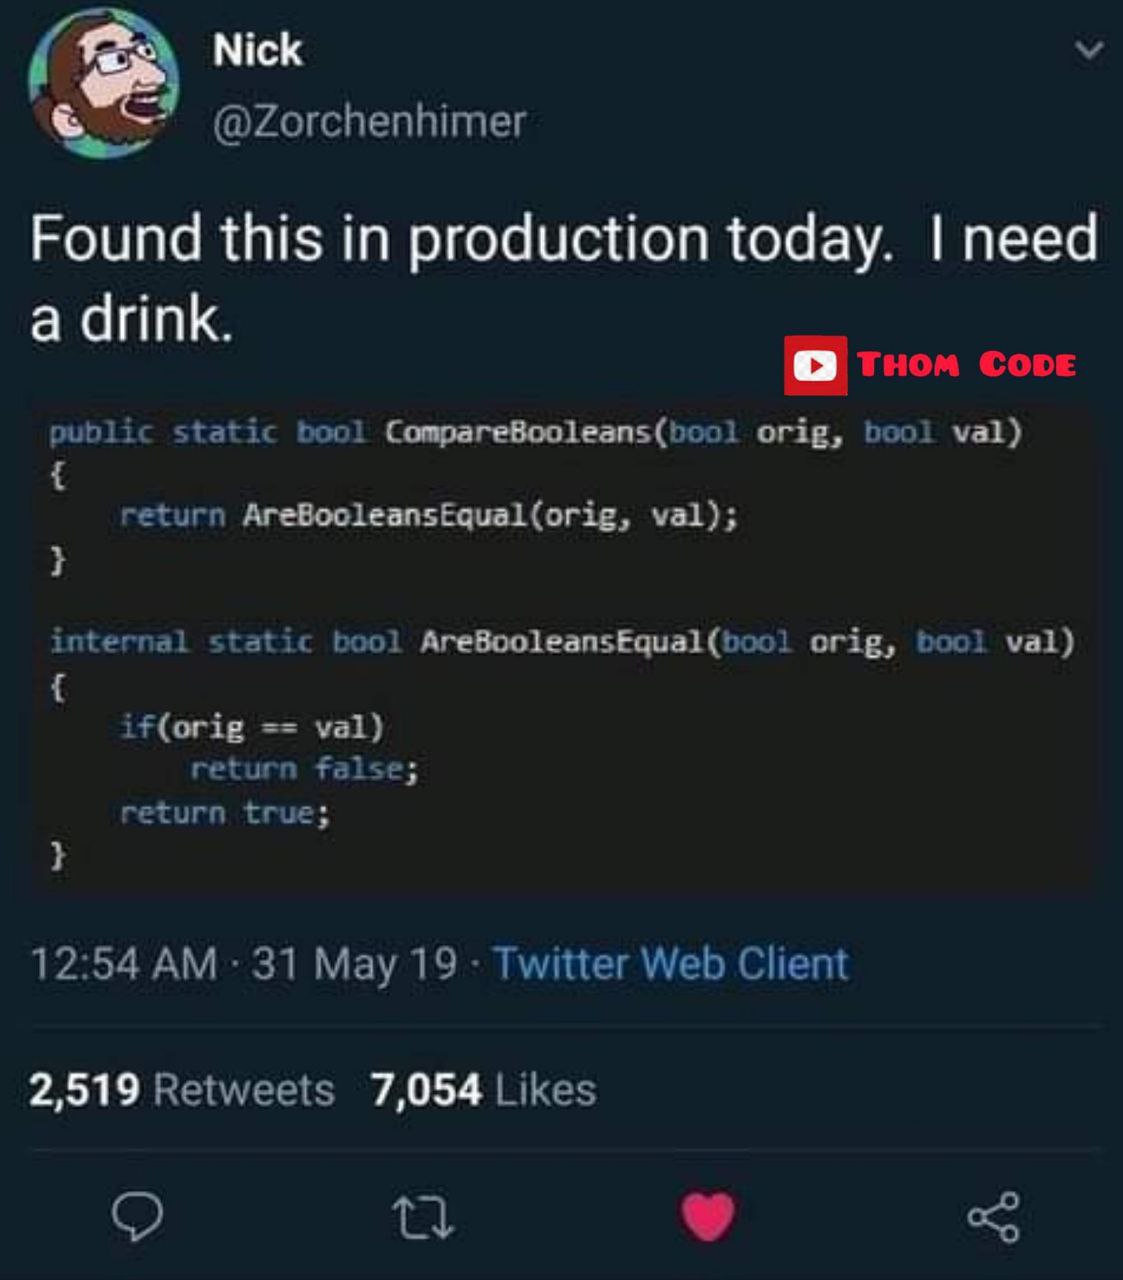 Nick
@Zorchenhimer
Found this in production today.  I need
a drink.
THOM CODE
public static bool CompareBooleans(bool orig, bool val)
{
    return AreBooleansEqual(orig, val);
}
internal static bool AreBooleansEqual(bool orig, bool val)
{
    if(orig == val)
        return false;
    return true;
}
12:54 AM · 31 May 19 · Twitter Web Client
2,519 Retweets 7,054 Likes